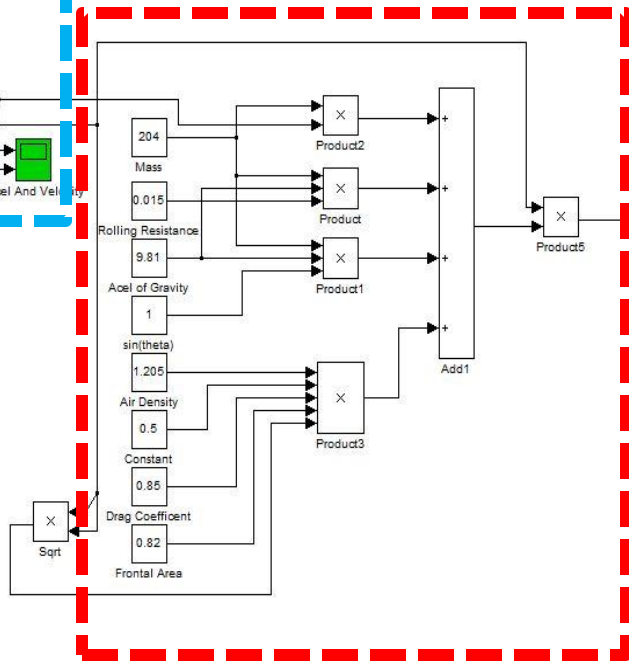 204
Mass
0.015
Rolling Resistance
9.81
Acel of Gravity
1
sin(theta)
1.205
Air Density
0.5
Constant
0.85
Drag Coefficent
0.82
Frontal Area
el And Velocity
×
Sqrt
×
Product2
×
Product
×
Product1
×
Product3
+
+
+
+
Add1
×
Product5